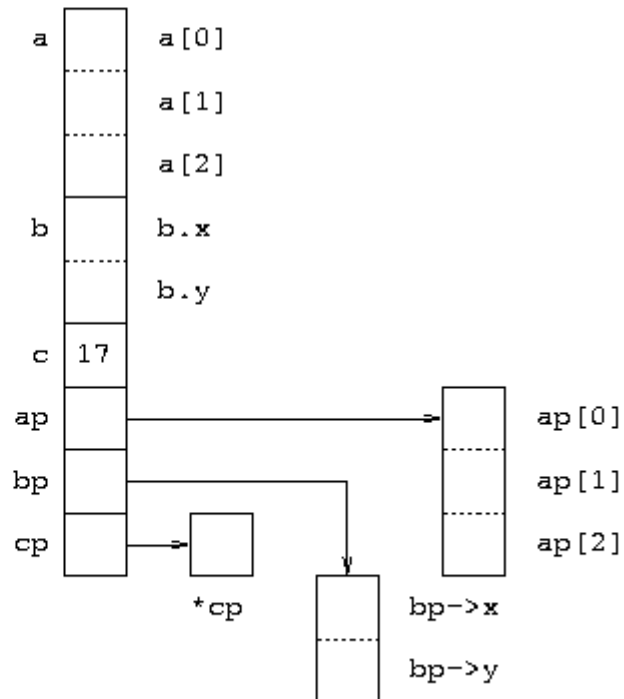 a a[0]
a[1]
a[2]
b b.x
b.y
c 17
ap ap[0]
bp ap[1]
cp ap[2]
*cp bp->x
bp->y